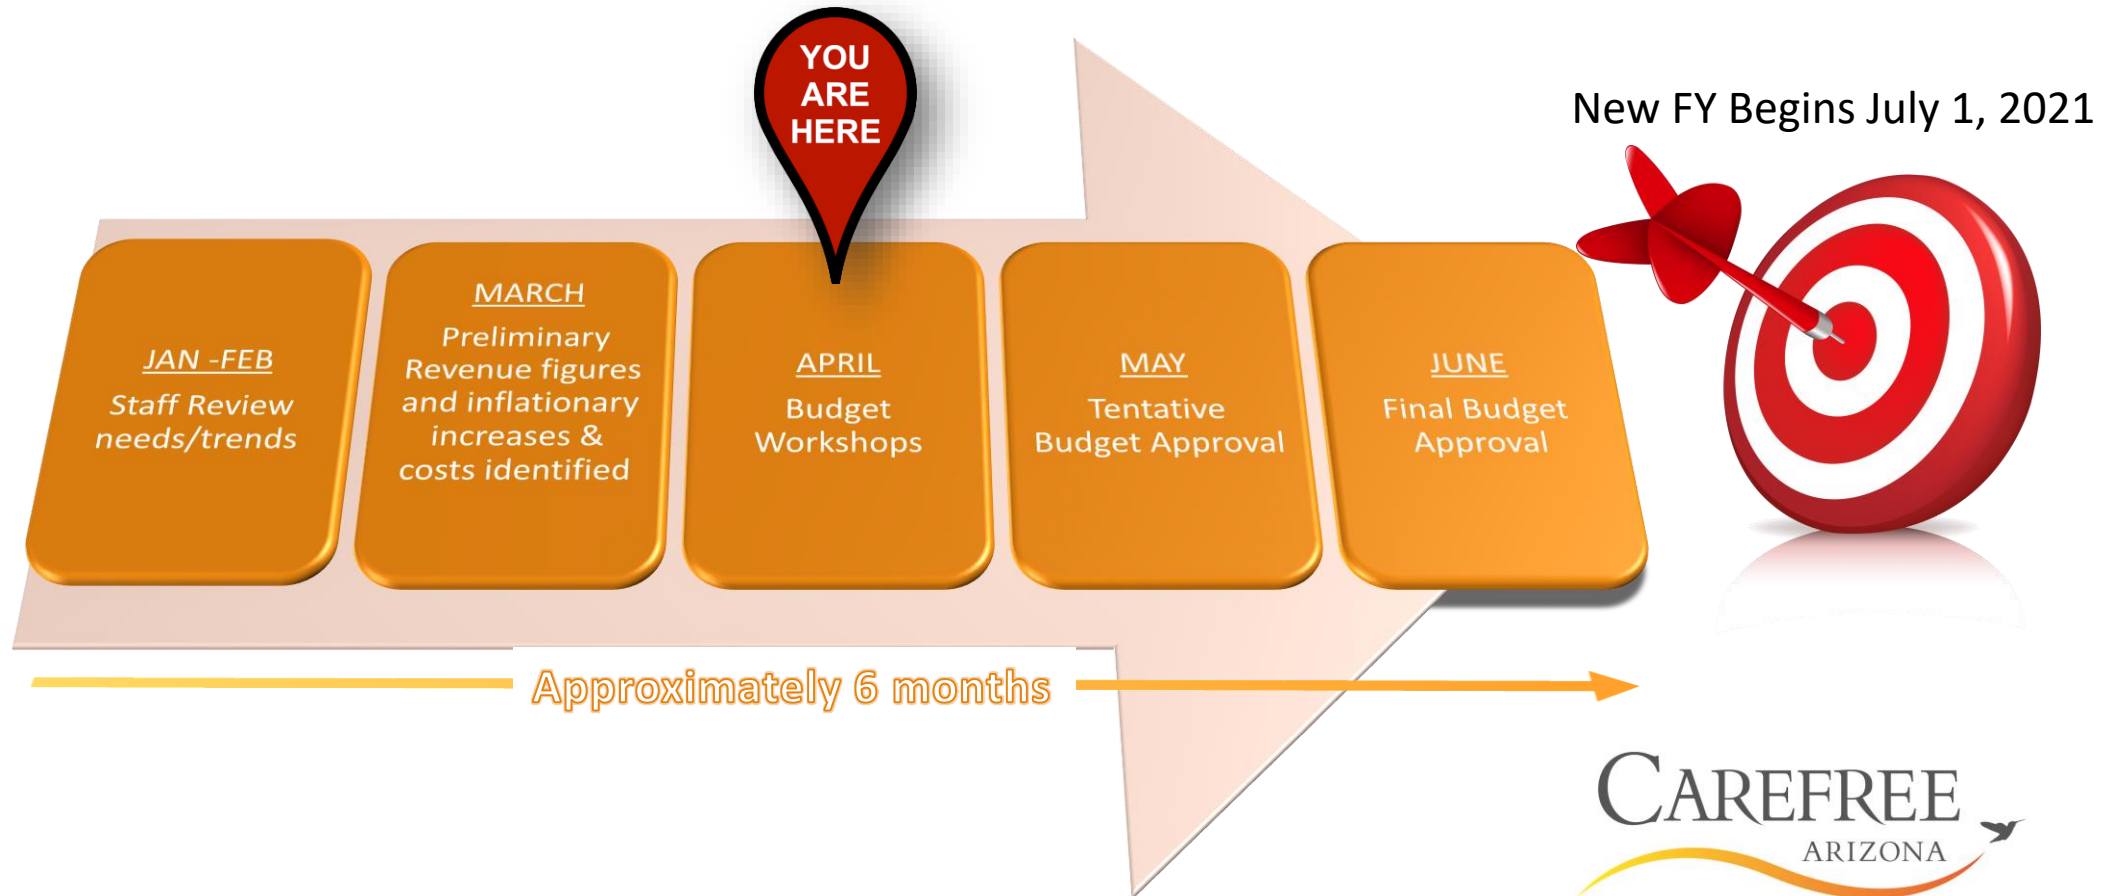 YOU
ARE
HERE
New FY Begins July 1, 2021
JAN -FEB
Staff Review
needs/trends
MARCH
Preliminary
Revenue figures
and inflationary
increases &
costs identified
APRIL
Budget
Workshops
MAY
Tentative
Budget Approval
JUNE
Final Budget
Approval
Approximately 6 months
CAREFREE
ARIZONA